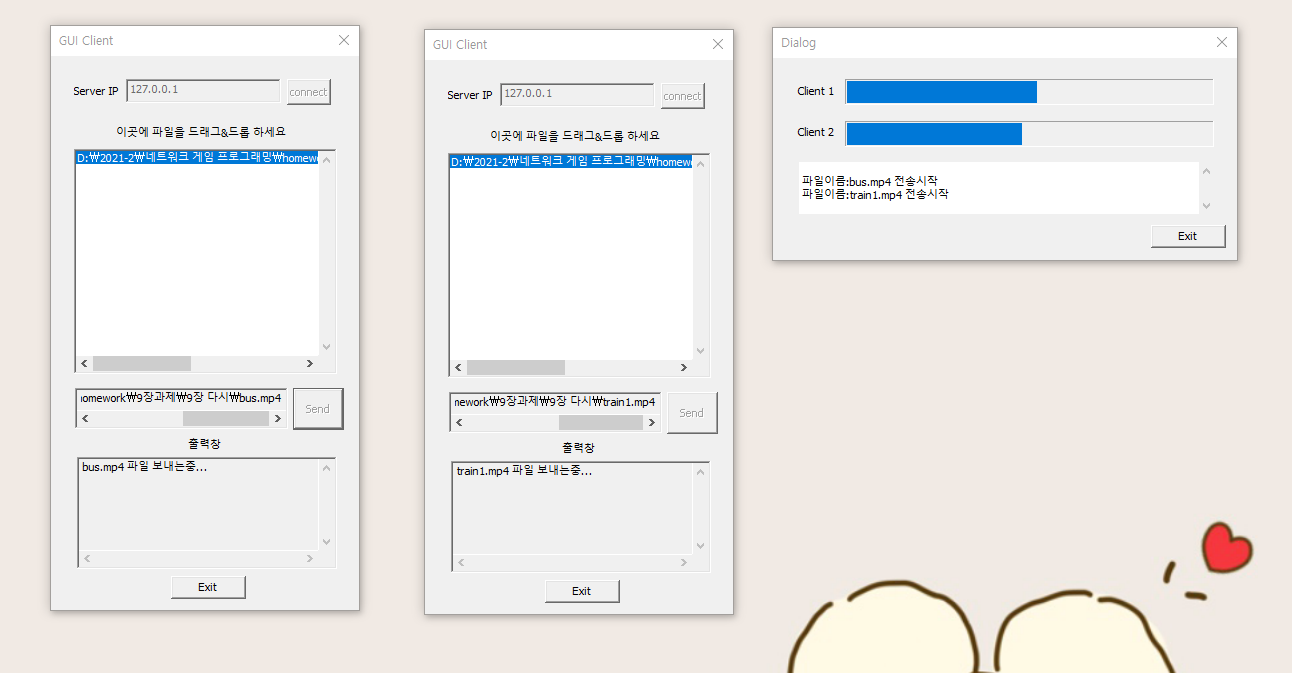 GUI Client
Server IP 127.0.0.1 connect
이곳에 파일을 드래그&드롭 하세요
D:₩2021-2₩네트워크 게임 프로그래밍₩homewo
omework₩9장과제₩9장 다시₩bus.mp4
Send
출력창
bus.mp4 파일 보내는중...
Exit
GUI Client
Server IP 127.0.0.1 connect
이곳에 파일을 드래그&드롭 하세요
D:₩2021-2₩네트워크 게임 프로그래밍₩homewo
mework₩9장과제₩9장 다시₩train1.mp4
Send
출력창
train1.mp4 파일 보내는중...
Exit
Dialog
Client 1
Client 2
파일이름:bus.mp4 전송시작
파일이름:train1.mp4 전송시작
Exit